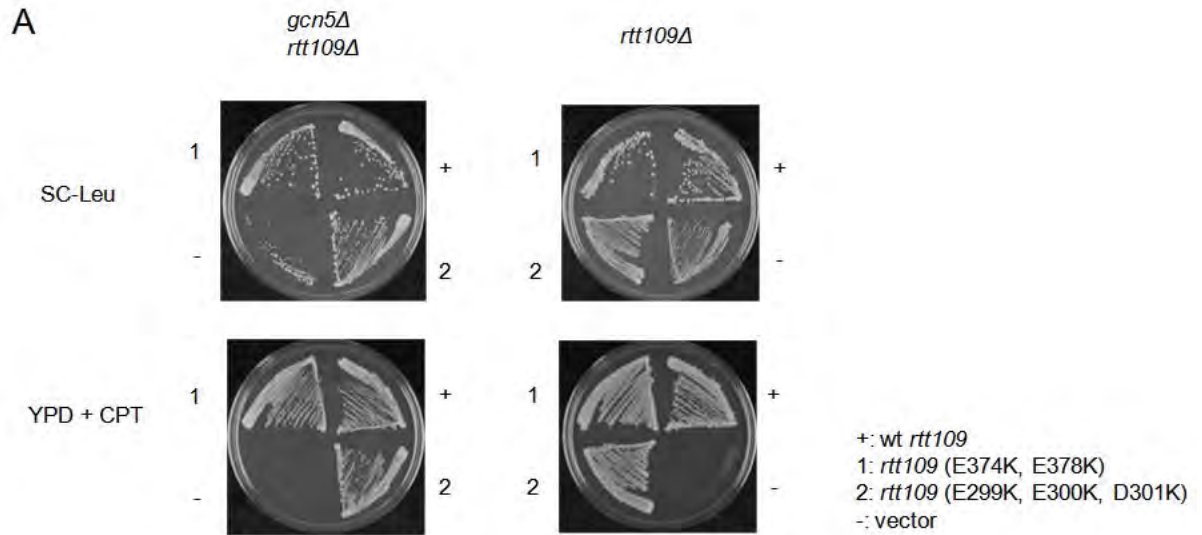 A
gcn5Δ
rtt109Δ
rtt109Δ
SC-Leu
1
+
-
2
1
+
2
-
YPD + CPT
1
+
-
2
1
+
2
-
+: wt rtt109
1: rtt109 (E374K, E378K)
2: rtt109 (E299K, E300K, D301K)
-: vector